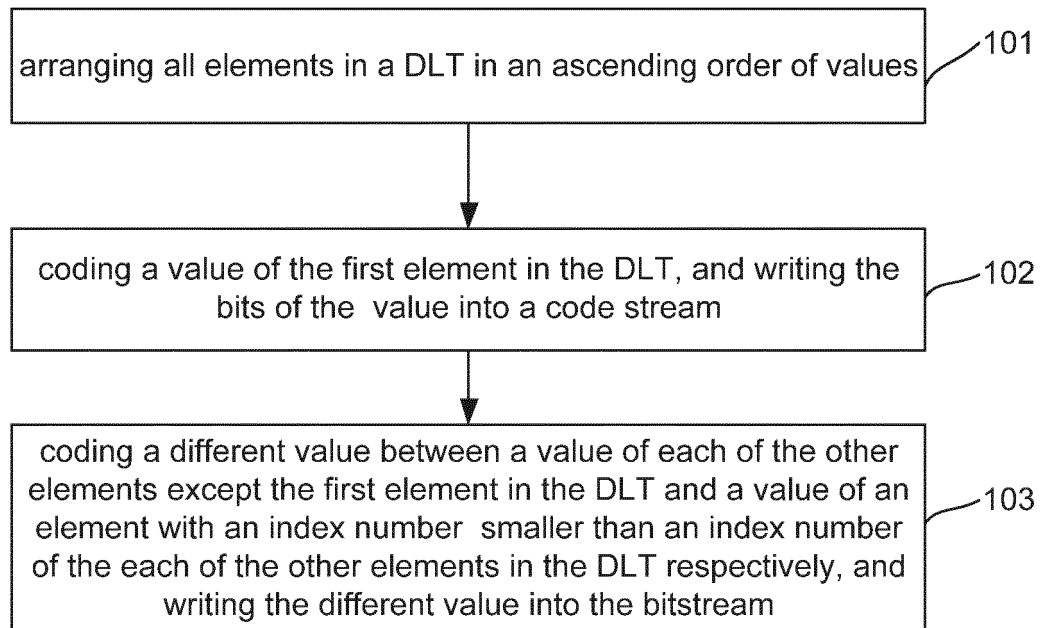 arranging all elements in a DLT in an ascending order of values
101
coding a value of the first element in the DLT, and writing the
bits of the value into a code stream
102
coding a different value between a value of each of the other
elements except the first element in the DLT and a value of an
element with an index number smaller than an index number
of the each of the other elements in the DLT respectively, and
writing the different value into the bitstream
103